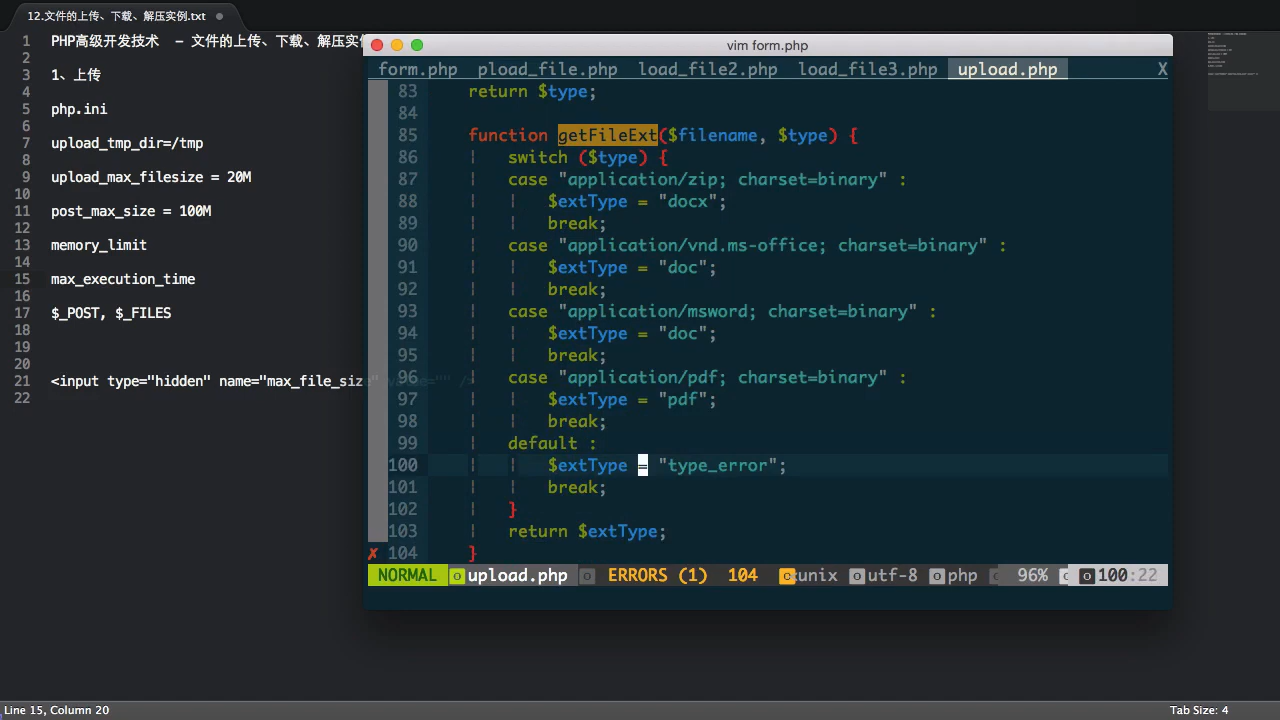 12.文件的上传、下载、解压实例.txt
1 PHP高级开发技术 – 文件的上传、下载、解压实例
2
3 1、上传
4
5 php.ini
6
7 upload_tmp_dir=/tmp
8
9 upload_max_filesize = 20M
10
11 post_max_size = 100M
12
13 memory_limit
14
15 max_execution_time
16
17 $_POST, $_FILES
18
19
20
21 <input type="hidden" name="max_file_size" value="" />
22
vim form.php
form.php pload_file.php load_file2.php load_file3.php upload.php X
83 return $type;
84
85 function getFileExt($filename, $type) {
86 switch ($type) {
87 case "application/zip; charset=binary" :
88 $extType = "docx";
89 break;
90 case "application/vnd.ms-office; charset=binary" :
91 $extType = "doc";
92 break;
93 case "application/msword; charset=binary" :
94 $extType = "doc";
95 break;
96 case "application/pdf; charset=binary" :
97 $extType = "pdf";
98 break;
99 default :
100 $extType = "type_error";
101 break;
102 }
103 return $extType;
✗ 104 }
NORMAL upload.php ERRORS (1) 104 unix utf-8 php 96% 100:22
Line 15, Column 20
Tab Size: 4